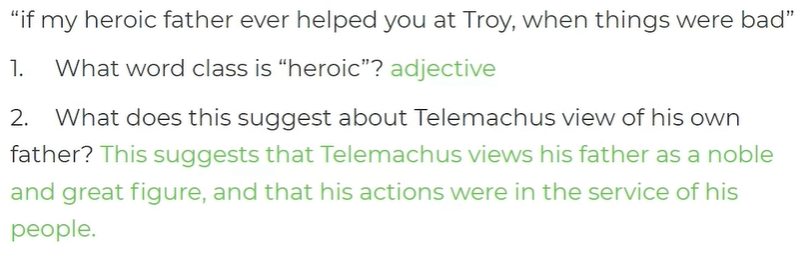 “if my heroic father ever helped you at Troy, when things were bad”
1. What word class is “heroic”? adjective
2. What does this suggest about Telemachus view of his own
father? This suggests that Telemachus views his father as a noble
and great figure, and that his actions were in the service of his
people.